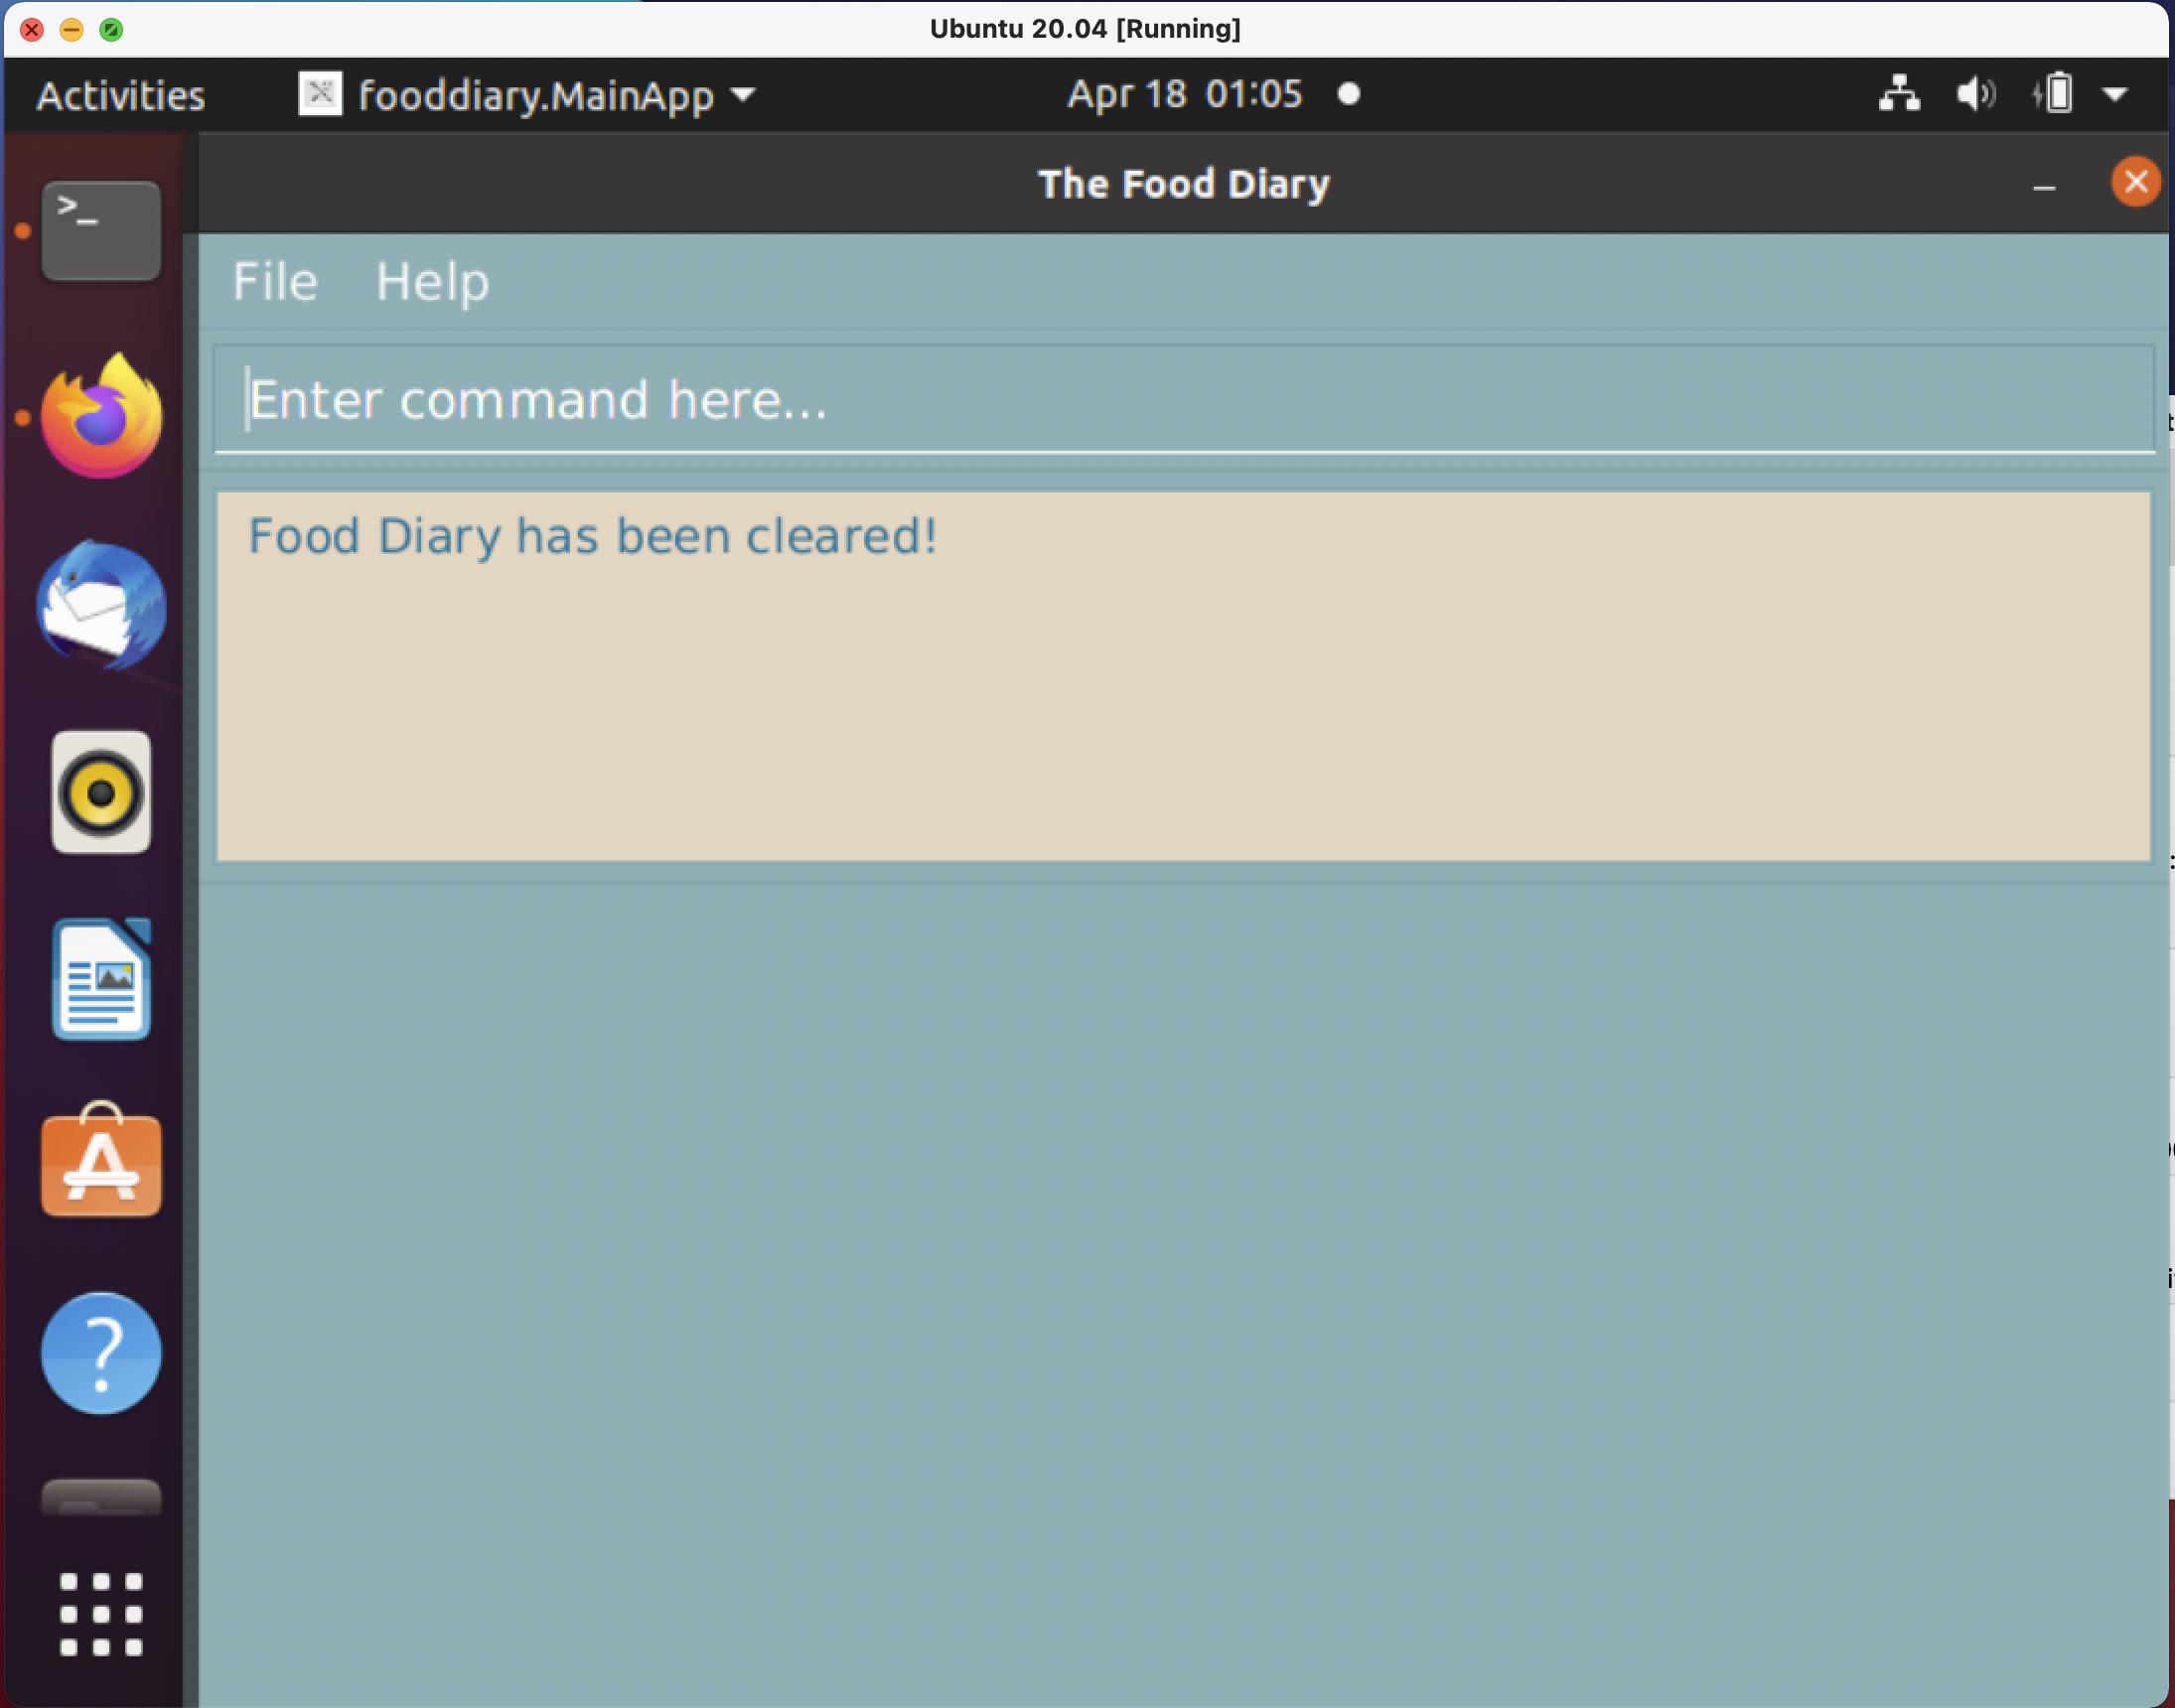 Ubuntu 20.04 [Running]
Activities fooddiary.MainApp Apr 18 01:05
The Food Diary
>_
File Help
Enter command here...
Food Diary has been cleared!